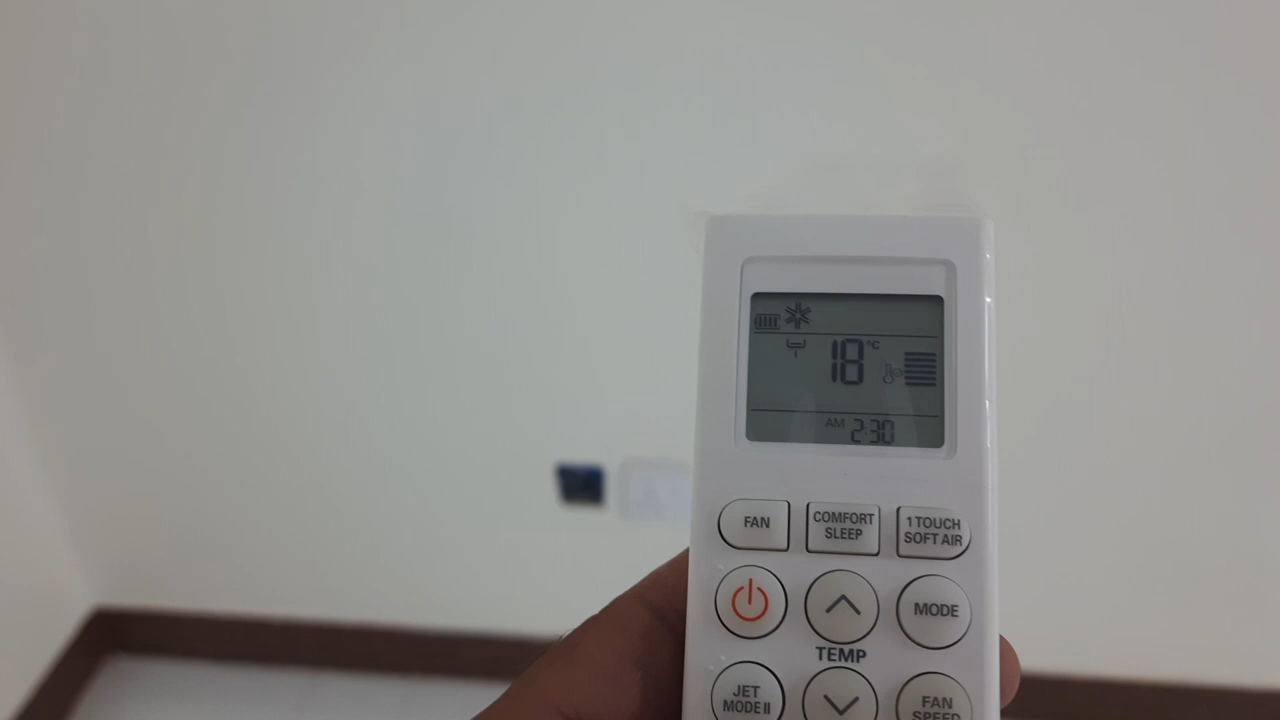 18 °C
AM 2:30
FAN
COMFORT SLEEP
1 TOUCH SOFT AIR
MODE
TEMP
JET MODE II
FAN SPEED